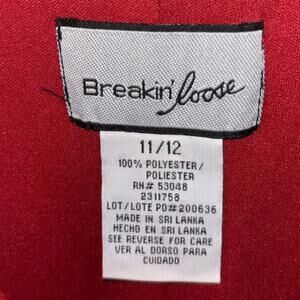 Breakin' loose
11/12
100% POLYESTER/
POLIESTER
RN# 53048
2311758
LOT/LOTE PD#200636
MADE IN SRI LANKA
HECHO EN SRI LANKA
SEE REVERSE FOR CARE
VER AL DORSO PARA
CUIDADO